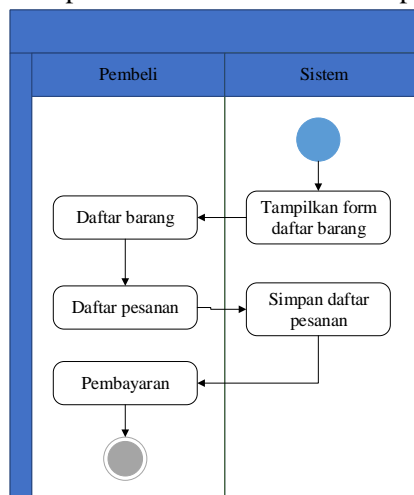 Pembeli
Sistem
Tampilkan form
daftar barang
Daftar barang
Daftar pesanan
Simpan daftar
pesanan
Pembayaran